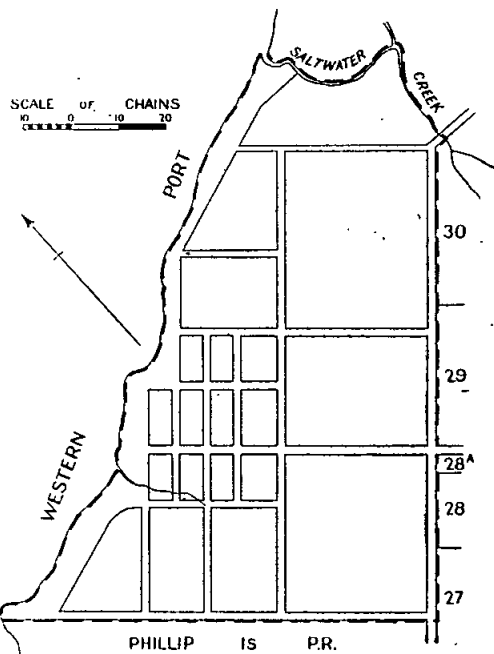 SALTWATER
CREEK
SCALE OF CHAINS
10 0 10 20
PORT
30
29
WESTERN
28A
28
27
PHILLIP IS P.R.